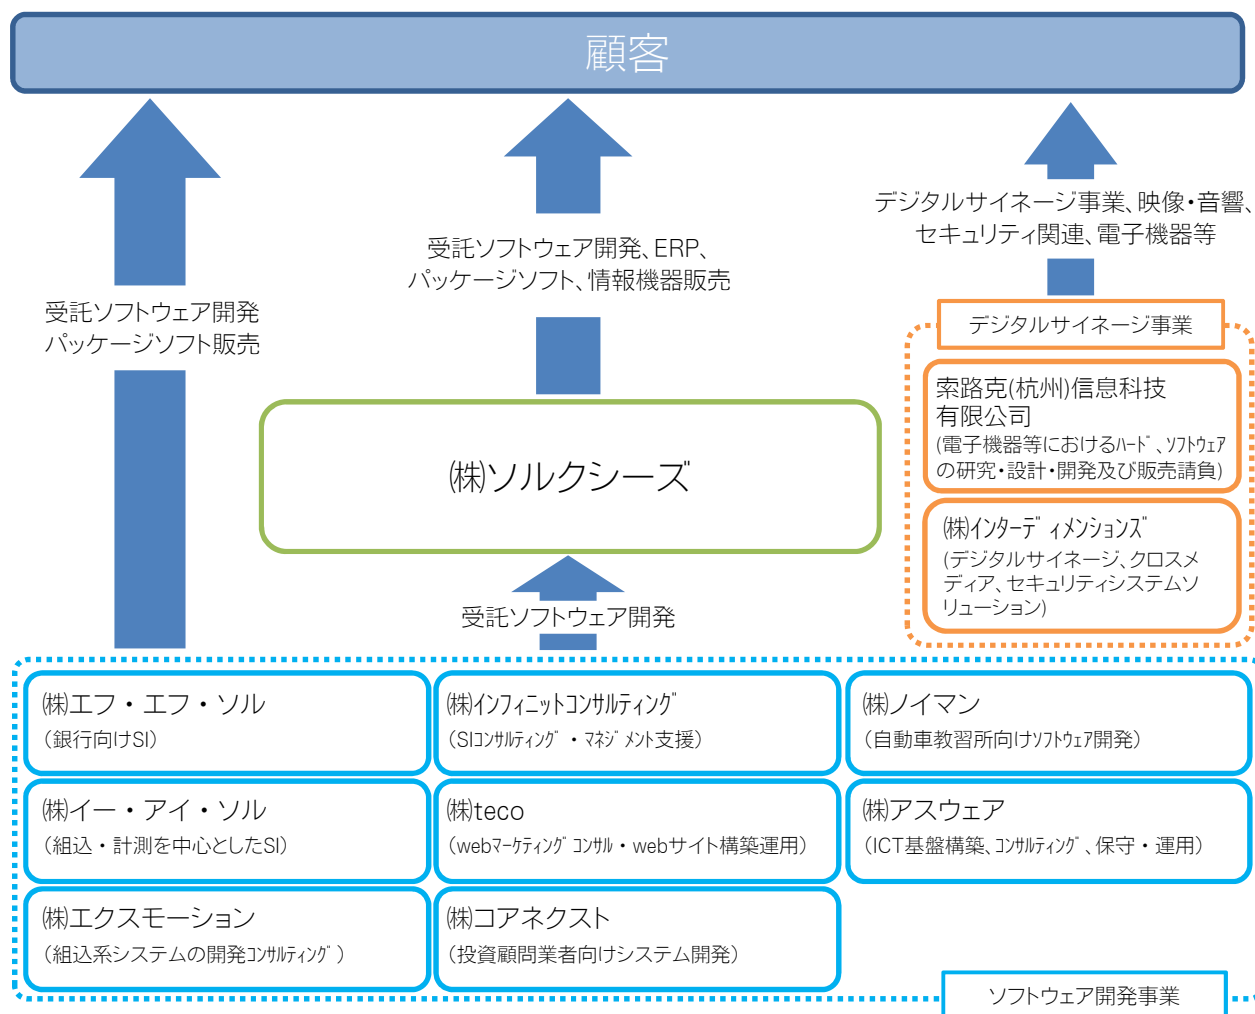 顧客
受託ソフトウェア開発
パッケージソフト販売
受託ソフトウェア開発、ERP、
パッケージソフト、情報機器販売
デジタルサイネージ事業、映像・音響、
セキュリティ関連、電子機器等
デジタルサイネージ事業
索路克(杭州)信息科技
有限公司
(電子機器等におけるﾊｰﾄﾞ、ｿﾌﾄｳｪｱ
の研究・設計・開発及び販売請負)
㈱ｲﾝﾀｰﾃﾞｨﾒﾝｼｮﾝｽﾞ
(デジタルサイネージ、クロスメ
ディア、セキュリティシステムソ
リューション)
㈱ソルクシーズ
受託ソフトウェア開発
㈱エフ・エフ・ソル
（銀行向けSI）
㈱ｲﾝﾌｨﾆｯﾄｺﾝｻﾙﾃｨﾝｸﾞ
（SIｺﾝｻﾙﾃｨﾝｸﾞ・ﾏﾈｼﾞﾒﾝﾄ支援）
㈱ノイマン
（自動車教習所向けｿﾌﾄｳｪｱ開発）
㈱イー・アイ・ソル
（組込・計測を中心としたSI）
㈱teco
（webﾏｰｹﾃｨﾝｸﾞｺﾝｻﾙ・webサイト構築運用）
㈱アスウェア
（ICT基盤構築、ｺﾝｻﾙﾃｨﾝｸﾞ、保守・運用）
㈱エクスモーション
（組込系システムの開発ｺﾝｻﾙﾃｨﾝｸﾞ）
㈱コアネクスト
（投資顧問業者向けシステム開発）
ソフトウェア開発事業